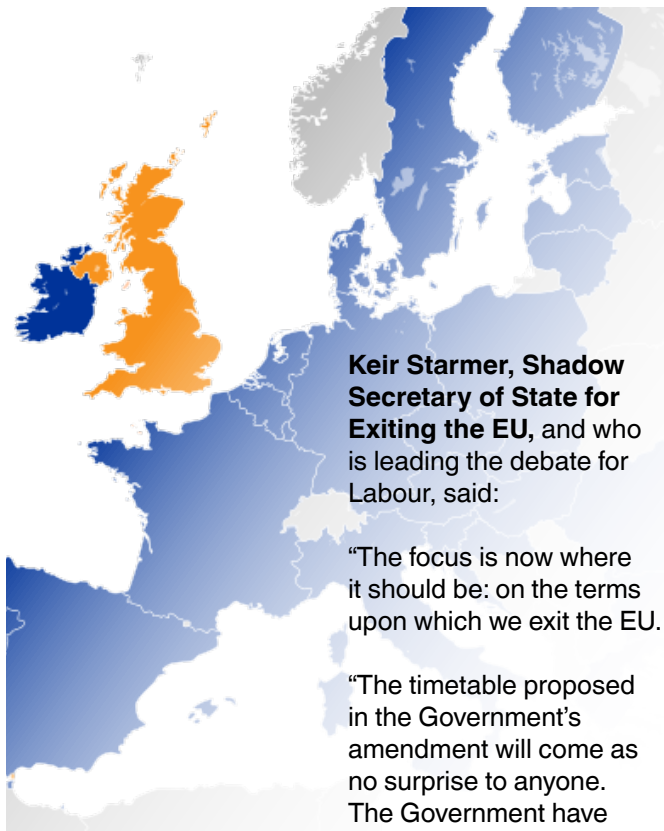 Keir Starmer, Shadow
Secretary of State for
Exiting the EU, and who
is leading the debate for
Labour, said:
“The focus is now where
it should be: on the terms
upon which we exit the EU.
“The timetable proposed
in the Government’s
amendment will come as
no surprise to anyone.
The Government have